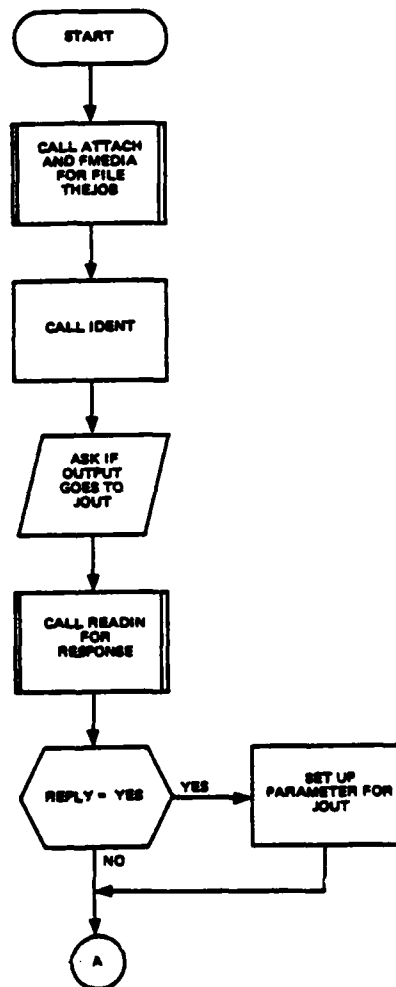 START
CALL ATTACH
AND FMEDIA
FOR FILE
THEJOB
CALL IDENT
ASK IF
OUTPUT
GOES TO
JOUT
CALL READIN
FOR
RESPONSE
REPLY = YES
YES
SET UP
PARAMETER FOR
JOUT
NO
A